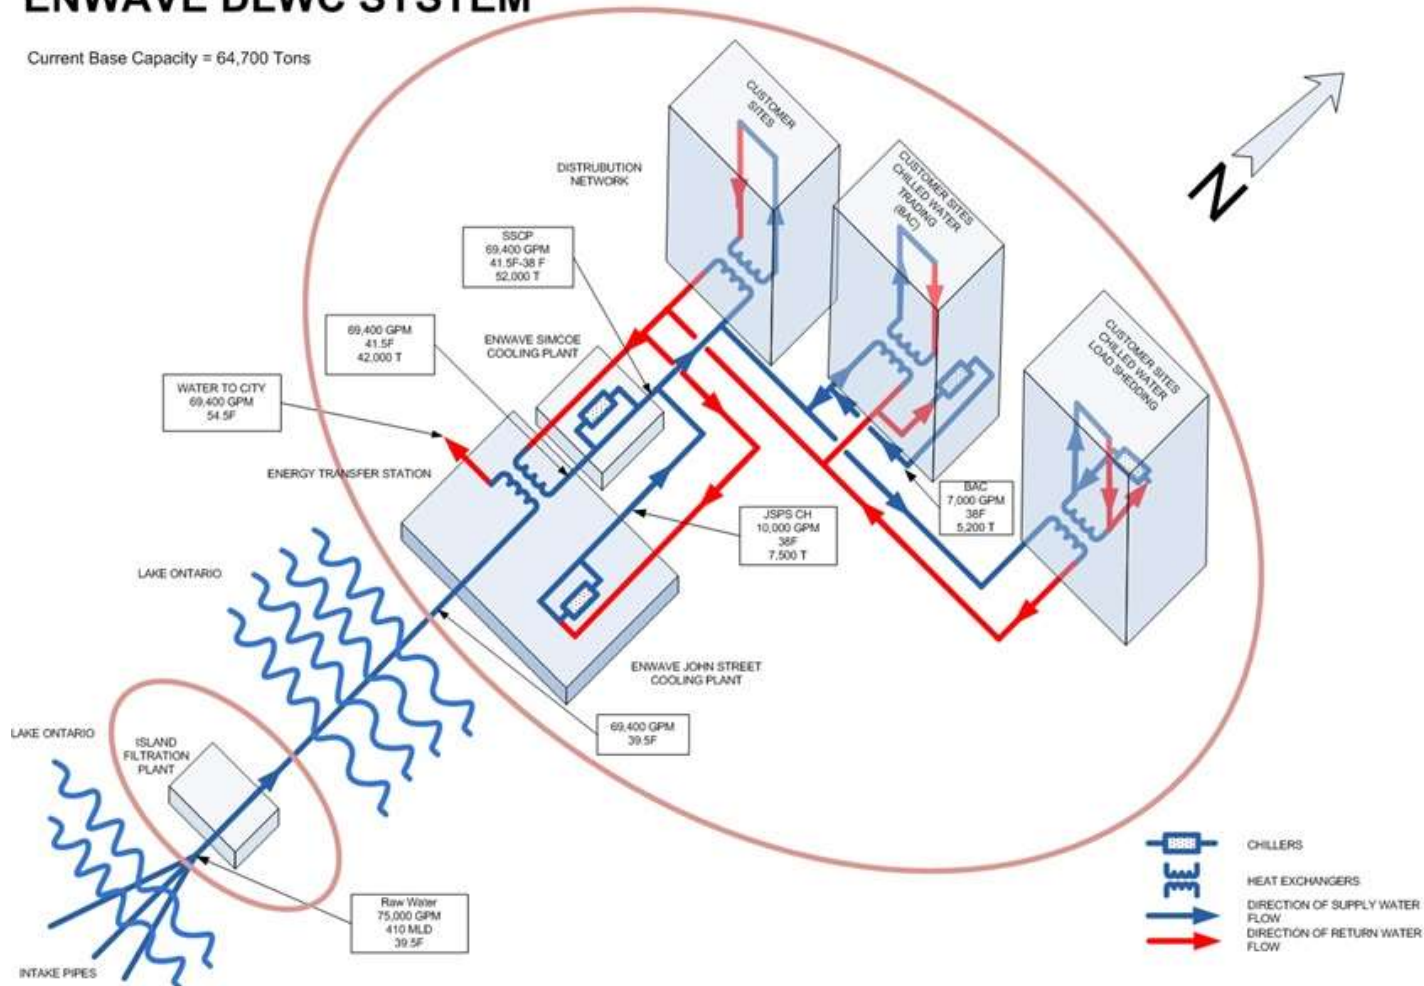 ENWAVE DLWC SYSTEM
Current Base Capacity = 64,700 Tons
CUSTOMER
SITES
CUSTOMER SITES
CHILLED WATER
TRADING
(BAC)
N
DISTRUBUTION
NETWORK
SSCP
69,400 GPM
41.5F-38 F
52,000 T
CUSTOMER SITES
CHILLED WATER
LOAD SHEDDING
69,400 GPM
41.5F
42,000 T
ENWAVE SIMCOE
COOLING PLANT
WATER TO CITY
69,400 GPM
54.5F
ENERGY TRANSFER STATION
BAC
7,000 GPM
38F
5,200 T
JSPS CH
10,000 GPM
38F
7,500 T
LAKE ONTARIO
ENWAVE JOHN STREET
COOLING PLANT
69,400 GPM
39.5F
LAKE ONTARIO
ISLAND
FILTRATION
PLANT
Raw Water
75,000 GPM
410 MLD
39.5F
INTAKE PIPES
CHILLERS
HEAT EXCHANGERS
DIRECTION OF SUPPLY WATER
FLOW
DIRECTION OF RETURN WATER
FLOW